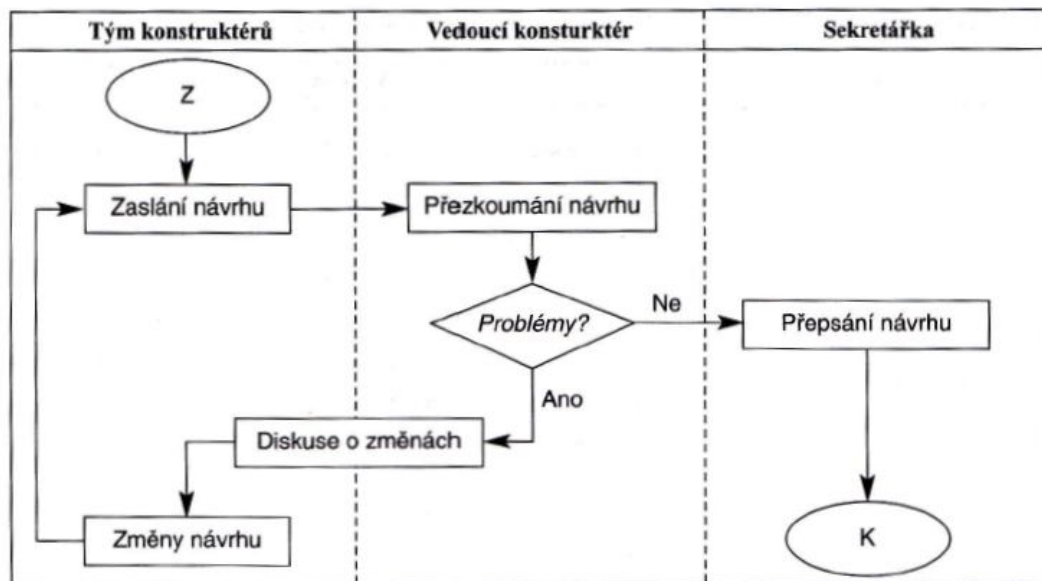 Tým konstruktérů
Vedoucí konsturktér
Sekretářka
Z
Zaslání návrhu
Přezkoumání návrhu
Problémy?
Ne
Přepsání návrhu
Ano
Diskuse o změnách
Změny návrhu
K